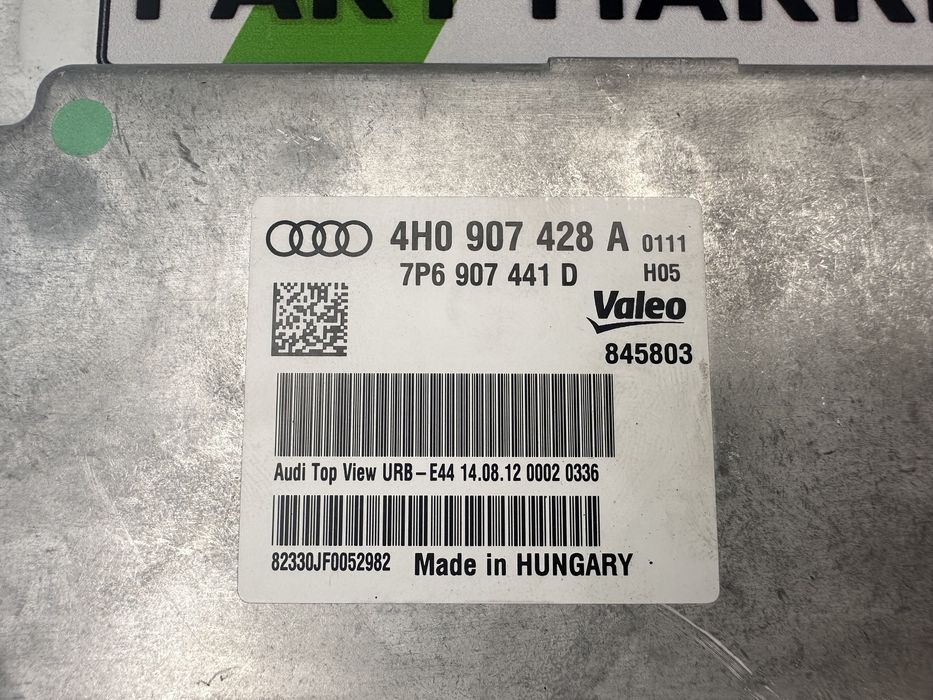 PART
4H0 907 428 A 0111
7P6 907 441 D H05
Valeo
845803
Audi Top View URB-E44 14.08.12 0002 0336
82330JF0052982 Made in HUNGARY